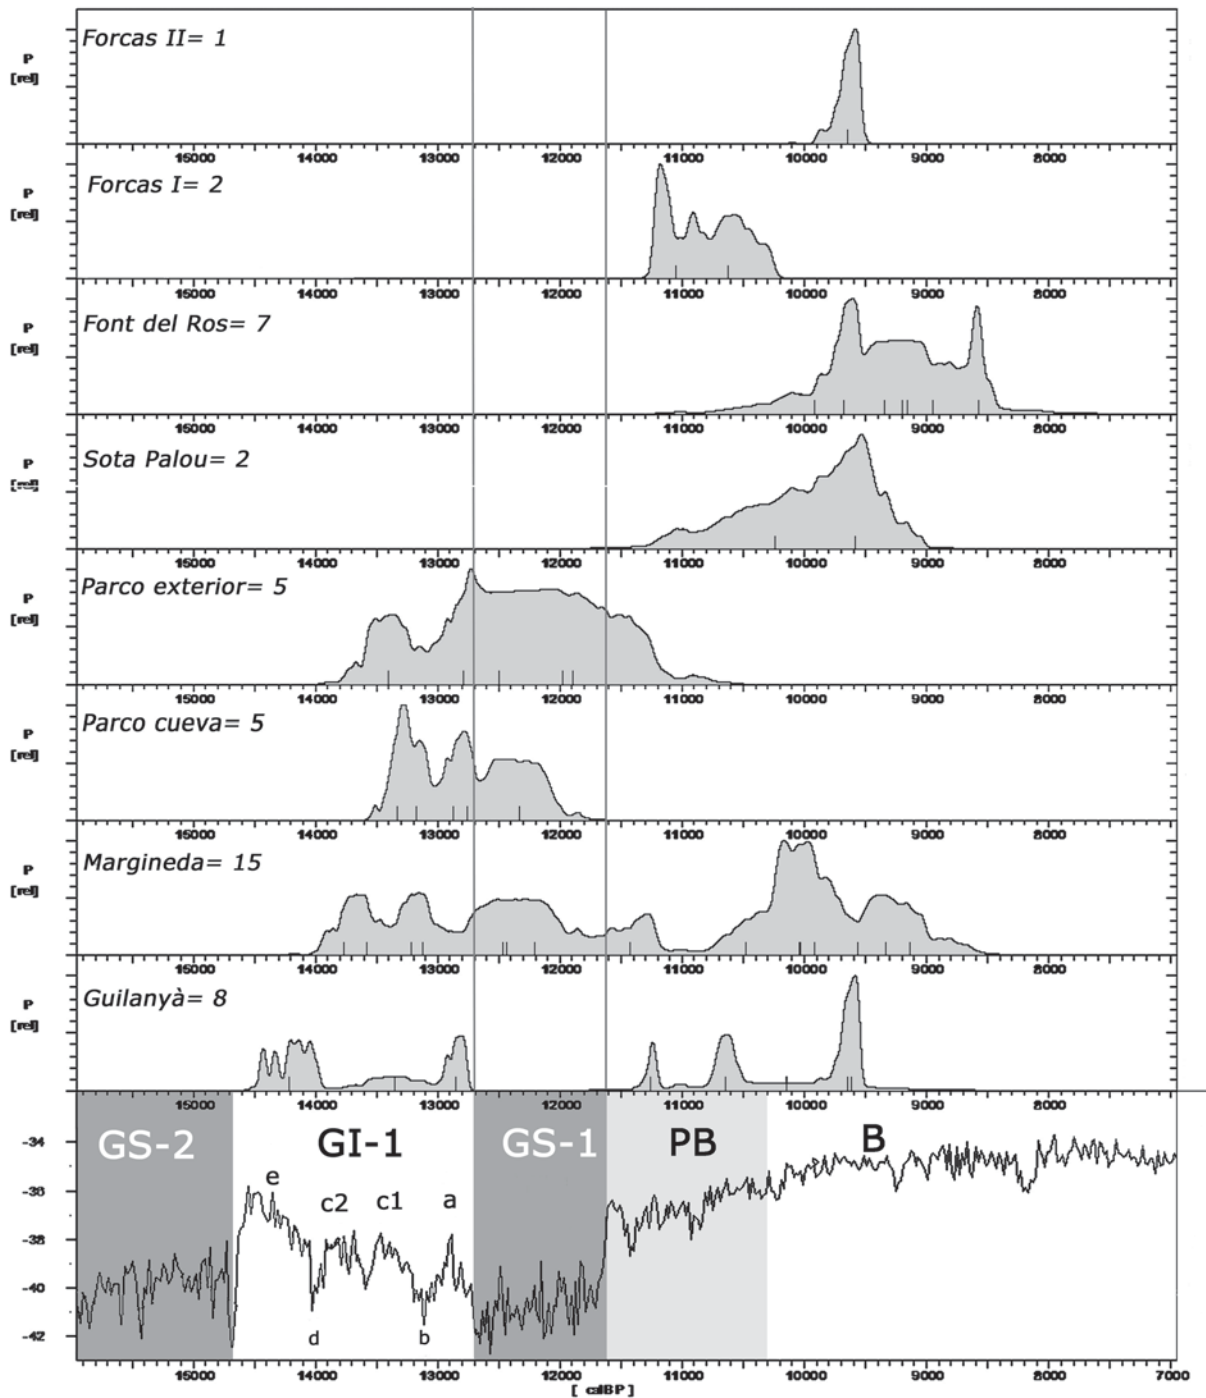 Forcas II= 1
P
[rel]
15000 14000 13000 12000 11000 10000 9000 8000
Forcas I= 2
P
[rel]
15000 14000 13000 12000 11000 10000 9000 8000
Font del Ros= 7
P
[rel]
15000 14000 13000 12000 11000 10000 9000 8000
Sota Palou= 2
P
[rel]
15000 14000 13000 12000 11000 10000 9000 8000
Parco exterior= 5
P
[rel]
15000 14000 13000 12000 11000 10000 9000 8000
Parco cueva= 5
P
[rel]
15000 14000 13000 12000 11000 10000 9000 8000
Margineda= 15
P
[rel]
15000 14000 13000 12000 11000 10000 9000 8000
Guilanyà= 8
P
[rel]
15000 14000 13000 12000 11000 10000 9000 8000
-34
GS-2 GI-1 GS-1 PB B
-36
e c2 c1 a
-38
-40
-42
d b
15000 14000 13000 12000 11000 10000 9000 8000 7000
[ calBP ]